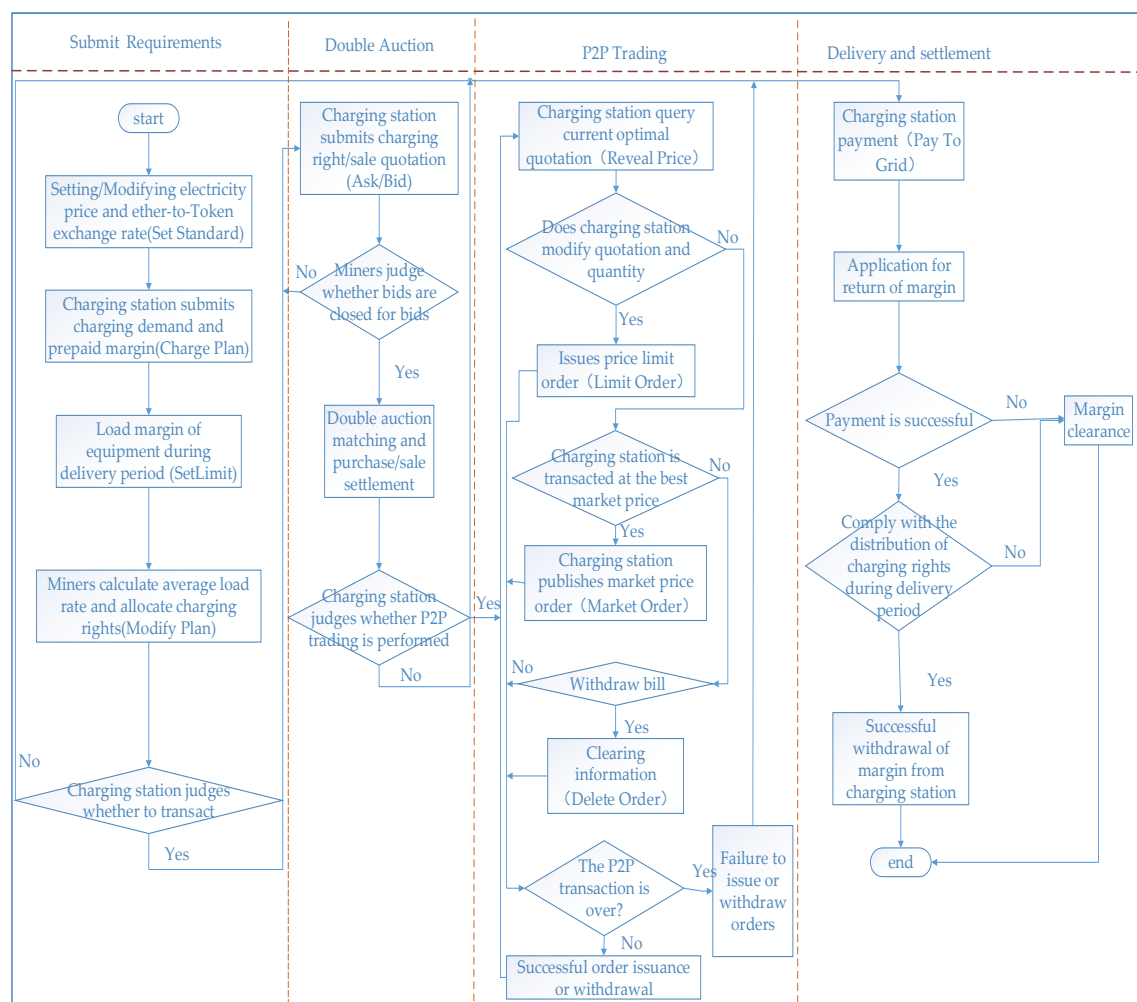 Submit Requirements
Double Auction
P2P Trading
Delivery and settlement
start
Setting/Modifying electricity
price and ether-to-Token
exchange rate(Set Standard)
Charging station submits
charging demand and
prepaid margin(Charge Plan)
Load margin of
equipment during
delivery period (SetLimit)
Miners calculate average load
rate and allocate charging
rights(Modify Plan)
No
Charging station judges
whether to transact
Yes
Charging station
submits charging
right/sale quotation
(Ask/Bid)
No
Miners judge
whether bids are
closed for bids
Yes
Double auction
matching and
purchase/sale
settlement
Charging station
judges whether P2P
trading is performed
Yes
No
Charging station query
current optimal
quotation（Reveal Price）
Does charging station
modify quotation and
quantity
No
Yes
Issues price limit
order（Limit Order）
Charging station is
transacted at the best
market price
No
Yes
Charging station
publishes market price
order（Market Order）
No
Withdraw bill
Yes
Clearing
information
（Delete Order）
The P2P
transaction is
over?
Yes
No
Failure to
issue or
withdraw
orders
Successful order issuance
or withdrawal
Charging station
payment（Pay To
Grid）
Application for
return of margin
Payment is successful
No
Margin
clearance
Yes
Comply with the
distribution of
charging rights
during delivery
period
No
Yes
Successful
withdrawal of
margin from
charging station
end